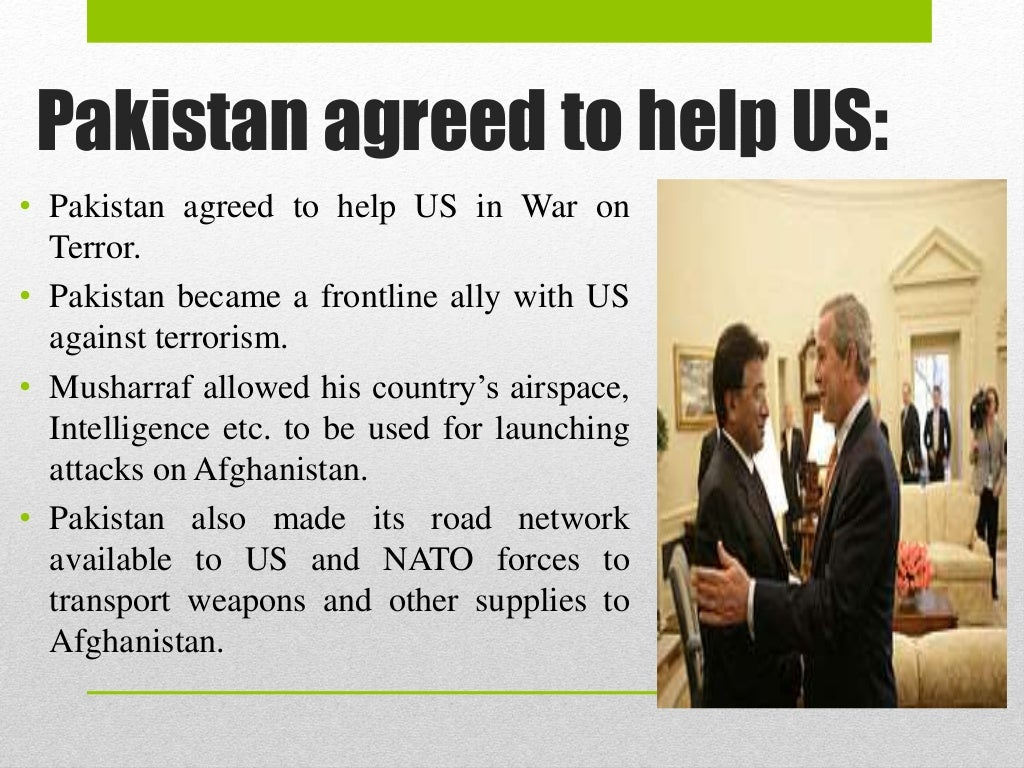 Pakistan agreed to help US:
• Pakistan agreed to help US in War on
Terror.
• Pakistan became a frontline ally with US
against terrorism.
• Musharraf allowed his country’s airspace,
Intelligence etc. to be used for launching
attacks on Afghanistan.
• Pakistan also made its road network
available to US and NATO forces to
transport weapons and other supplies to
Afghanistan.